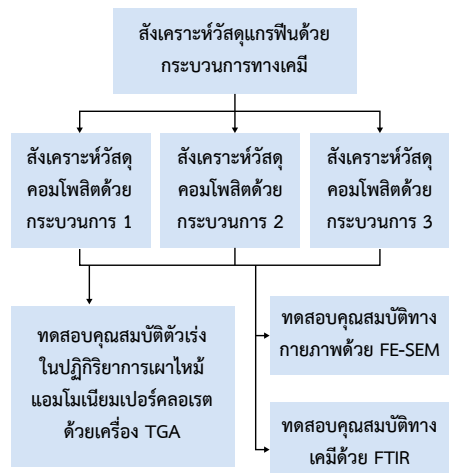 สังเคราะห์วัสดุแกรฟีนด้วย
กระบวนการทางเคมี
สังเคราะห์วัสดุ
คอมโพสิตด้วย
กระบวนการ 1
สังเคราะห์วัสดุ
คอมโพสิตด้วย
กระบวนการ 2
สังเคราะห์วัสดุ
คอมโพสิตด้วย
กระบวนการ 3
ทดสอบคุณสมบัติตัวเร่ง
ในปฏิกิริยาการเผาไหม้
แอมโมเนียมเปอร์คลอเรต
ด้วยเครื่อง TGA
ทดสอบคุณสมบัติทาง
กายภาพด้วย FE-SEM
ทดสอบคุณสมบัติทาง
เคมีด้วย FTIR